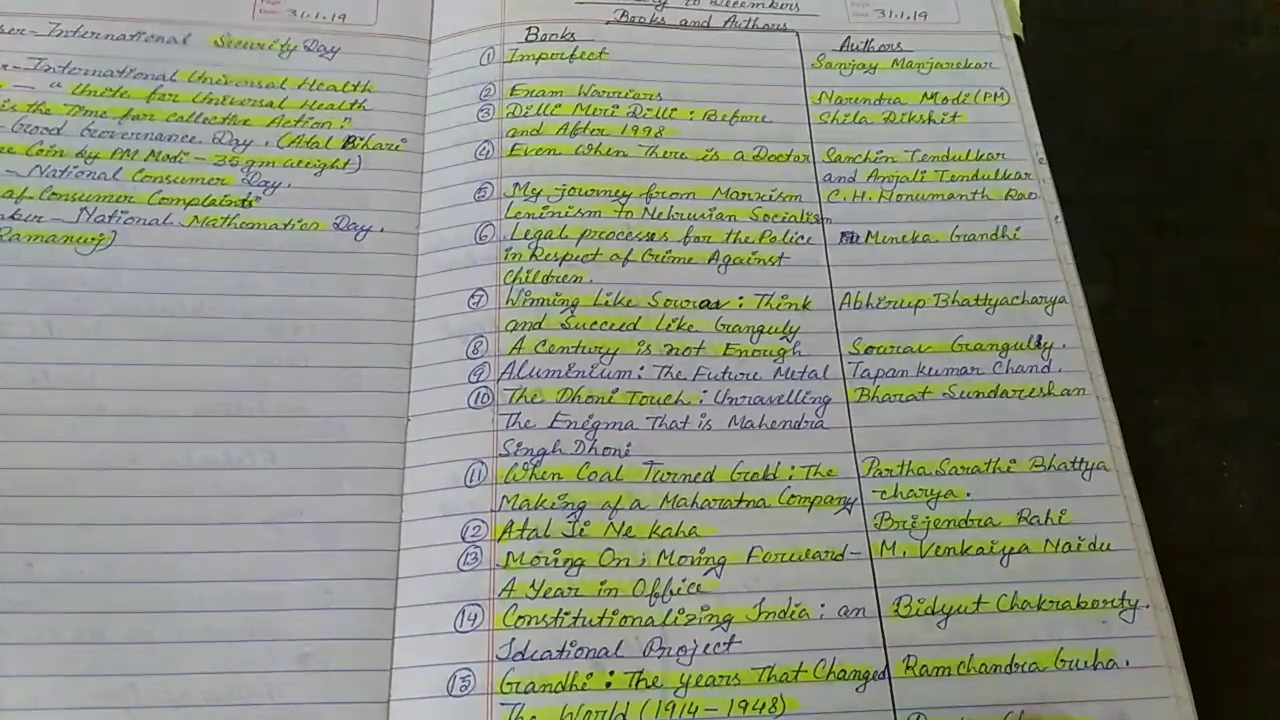 31.1.19
International Security Day
International Universal Health
"Unite for Universal Health
is the Time for collective Action"
Good Governance Day. (Atal Bihari
Coin by PM Modi - 35 gm weight)
- National Consumer Day.
of Consumer Complaints"
- National Mathematics Day.
Ramanuj)
to Decembers
Date 31.1.19
Books and Authors
Books Authors
① Imperfect Sanjay Manjarekar
② Exam Warriors Narendra Modi (PM)
③ Dilli Meri Dilli : Before Shila Dikshit
and After 1998
④ Even When There is a Doctor Sanchin Tendulkar
and Anjali Tendulkar
⑤ My journey from Marxism C.H. Honumanth Rao
Leninism to Nehruvian Socialism
⑥ Legal processes for the Police Meneka Gandhi
in Respect of Crime Against
Children.
⑦ Winning Like Sourav : Think Abhirup Bhattyacharya
and Succeed like Ganguly
⑧ A Century is not Enough Sourav Ganguly.
⑨ Aluminium : The Future Metal Tapan kumar Chand.
⑩ The Dhoni Touch : Unravelling Bharat Sundareshan
The Enigma That is Mahendra
Singh Dhoni
⑪ When Coal Turned Gold : The Partha Sarathi Bhattya
Making of a Maharatna Company -charya.
⑫ Atal Ji Ne kaha Brijendra Rahi
⑬ Moving On ; Moving Forward - M. Venkaiya Naidu
A Year in Office
⑭ Constitutionalizing India : an Bidyut Chakraborty.
Ideational Project
⑮ Gandhi : The years That Changed Ramchandra Guha.
The World (1914 - 1948)